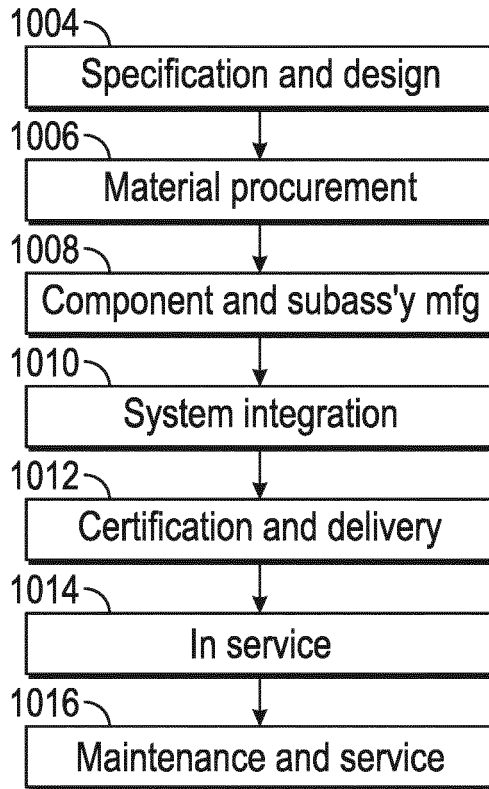 1004
Specification and design
1006
Material procurement
1008
Component and subass'y mfg
1010
System integration
1012
Certification and delivery
1014
In service
1016
Maintenance and service